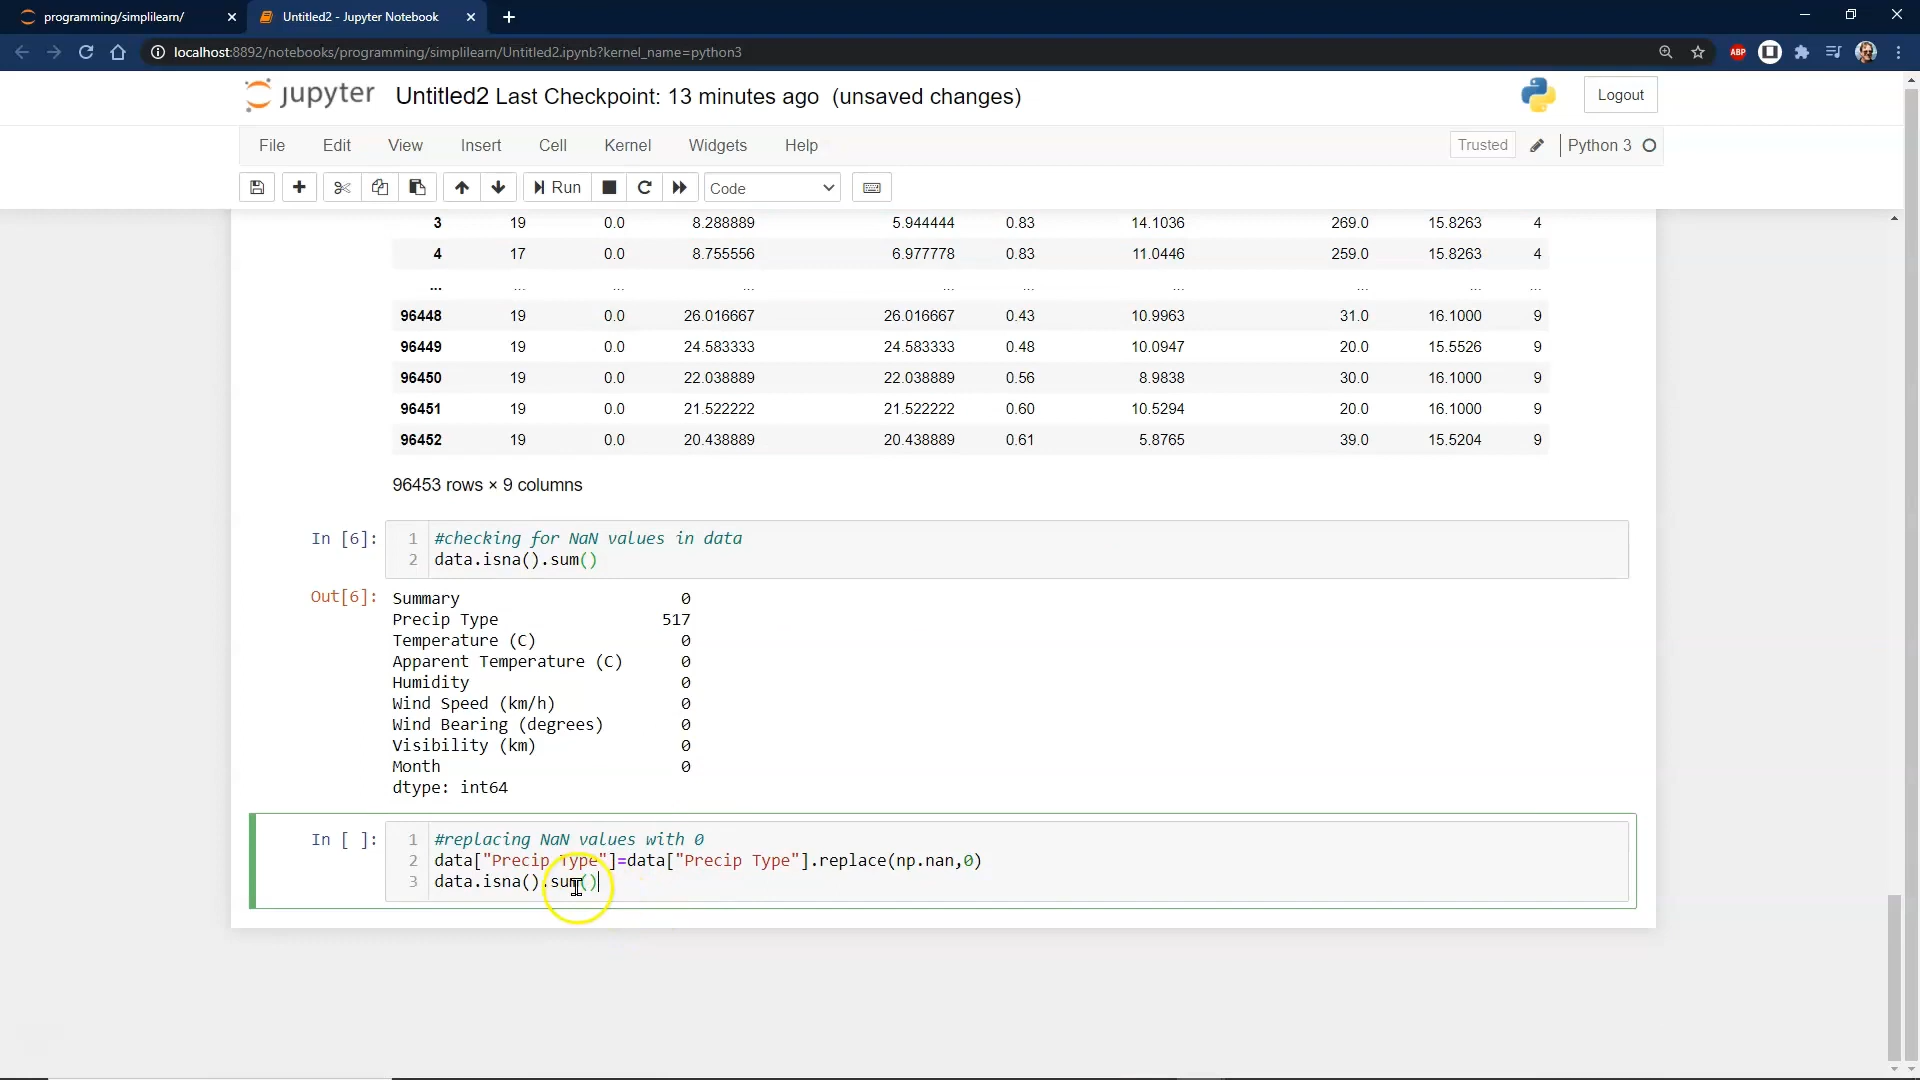 programming/simplilearn/
Untitled2 - Jupyter Notebook
localhost:8892/notebooks/programming/simplilearn/Untitled2.ipynb?kernel_name=python3
ABP
jupyter Untitled2 Last Checkpoint: 13 minutes ago (unsaved changes)
Logout
File Edit View Insert Cell Kernel Widgets Help
Trusted Python 3
Run Code
3 19 0.0 8.288889 5.944444 0.83 14.1036 269.0 15.8263 4
4 17 0.0 8.755556 6.977778 0.83 11.0446 259.0 15.8263 4
... ... ... ... ... ... ... ... ... ...
96448 19 0.0 26.016667 26.016667 0.43 10.9963 31.0 16.1000 9
96449 19 0.0 24.583333 24.583333 0.48 10.0947 20.0 15.5526 9
96450 19 0.0 22.038889 22.038889 0.56 8.9838 30.0 16.1000 9
96451 19 0.0 21.522222 21.522222 0.60 10.5294 20.0 16.1000 9
96452 19 0.0 20.438889 20.438889 0.61 5.8765 39.0 15.5204 9
96453 rows × 9 columns
In [6]: 1 #checking for NaN values in data
2 data.isna().sum()
Out[6]: Summary 0
Precip Type 517
Temperature (C) 0
Apparent Temperature (C) 0
Humidity 0
Wind Speed (km/h) 0
Wind Bearing (degrees) 0
Visibility (km) 0
Month 0
dtype: int64
In [ ]: 1 #replacing NaN values with 0
2 data["Precip Type"]=data["Precip Type"].replace(np.nan,0)
3 data.isna().sum()